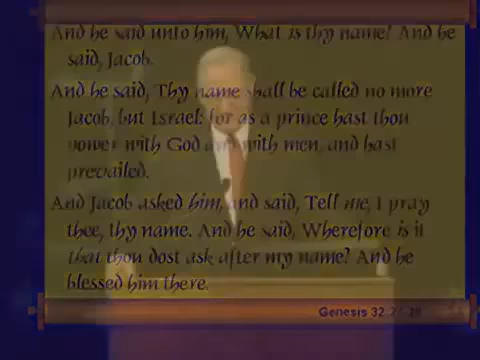 And he said unto him, What is thy name? And he
said, Jacob.
And he said, Thy name shall be called no more
Jacob, but Israel: for as a prince hast thou
power with God and with men, and hast
prevailed.
And Jacob asked him, and said, Tell me, I pray
thee, thy name. And he said, Wherefore is it
that thou dost ask after my name? And he
blessed him there.
Genesis 32